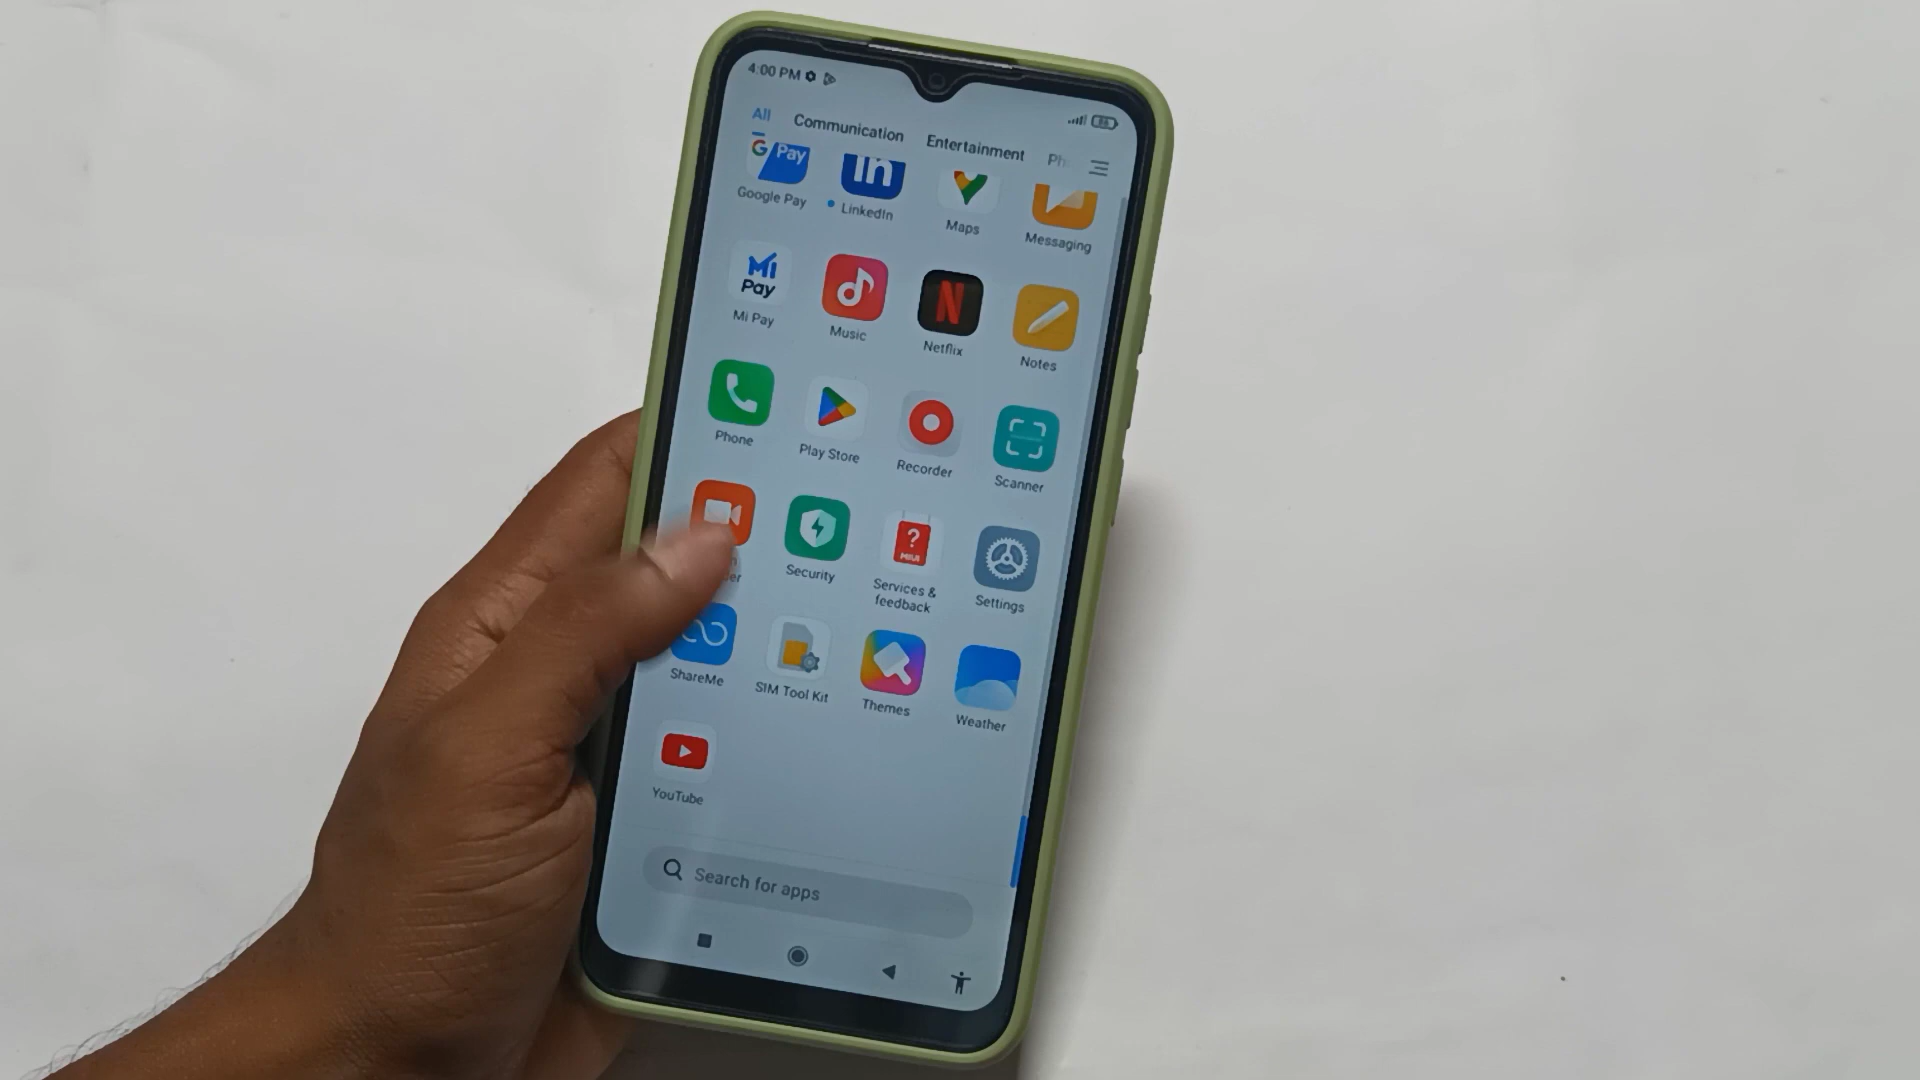 4:00 PM
All Communication Entertainment Ph
G Pay in
Google Pay LinkedIn Maps Messaging
Mi Pay N
Mi Pay Music Netflix Notes
Phone Play Store Recorder Scanner
? MIUI
Security Services & feedback Settings
ShareMe SIM Tool Kit Themes Weather
YouTube
Search for apps